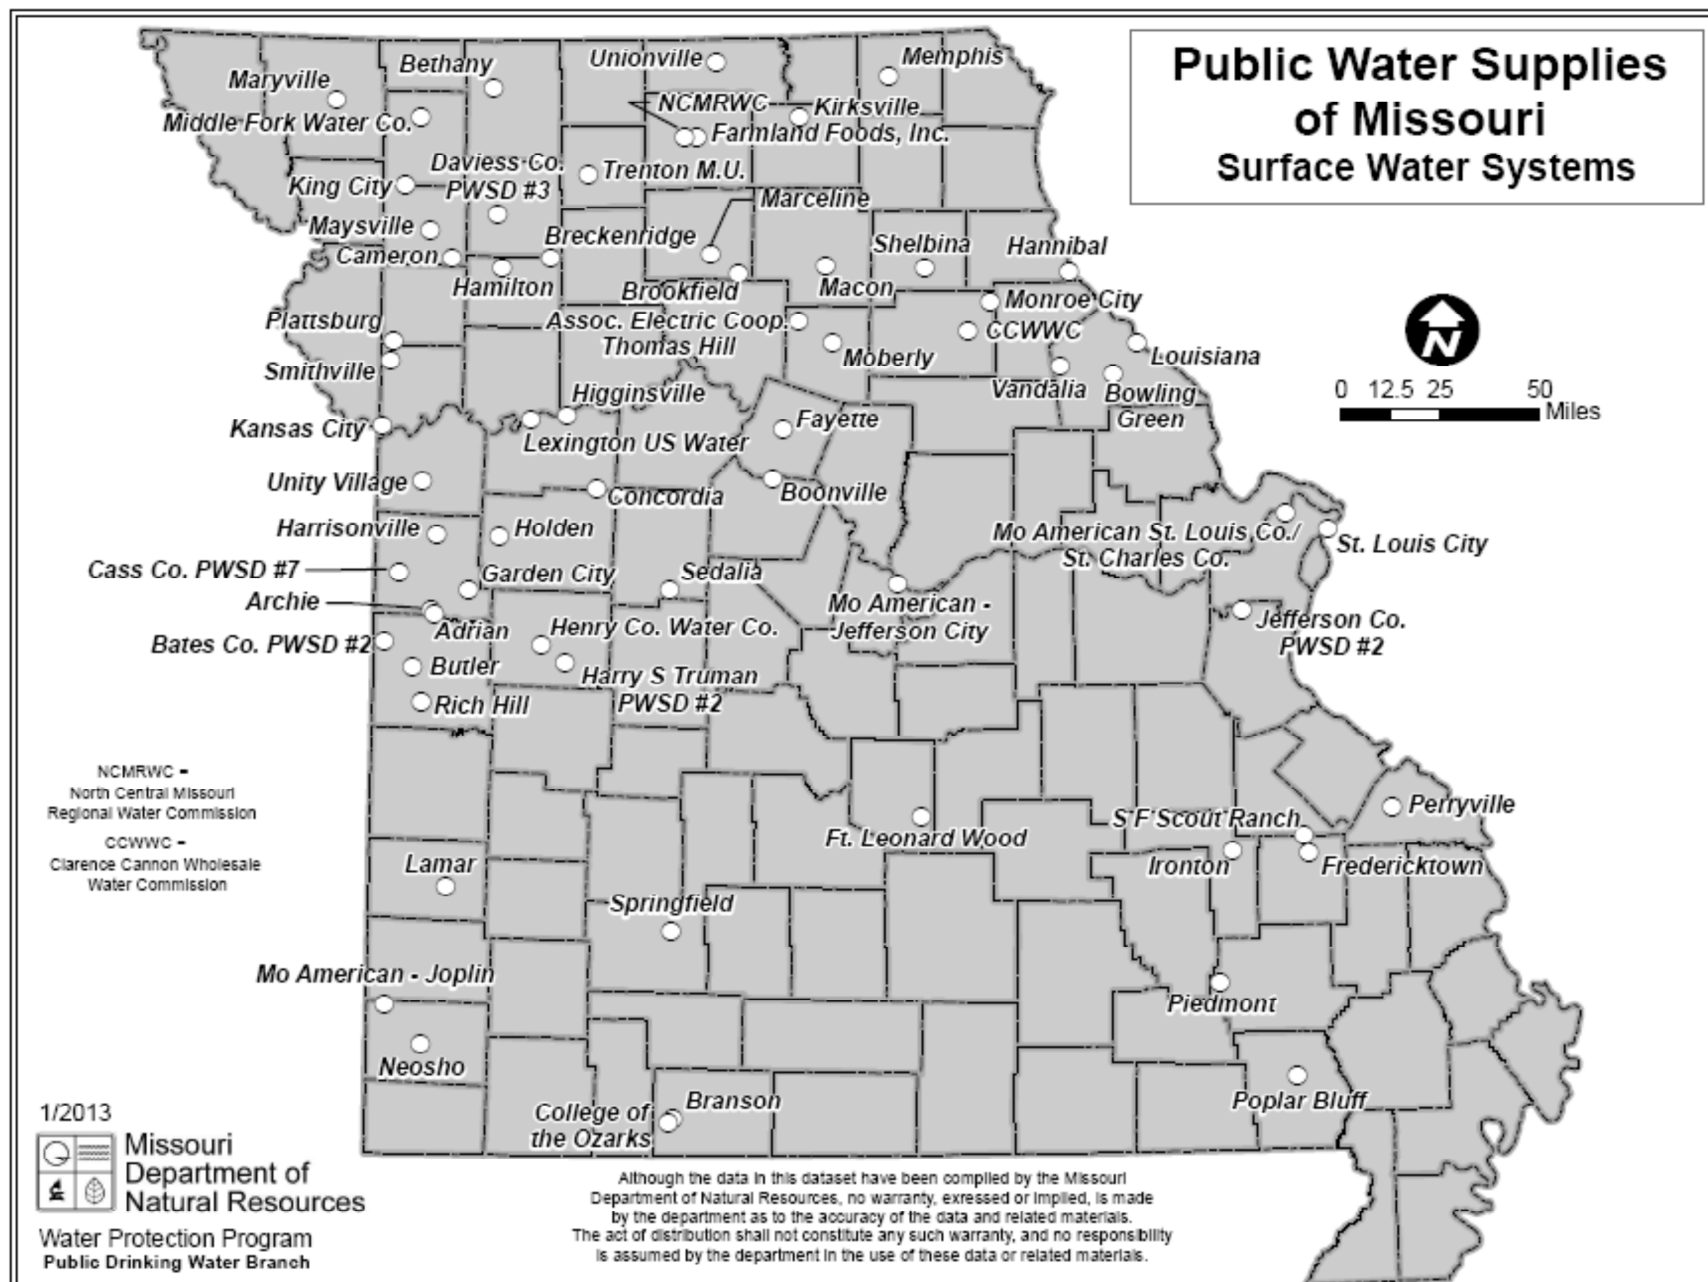 Public Water Supplies
of Missouri
Surface Water Systems
Maryville
Bethany
Unionville
Memphis
Middle Fork Water Co.
NCMRWC
Kirksville
Farmland Foods, Inc.
Daviess Co.
PWSD #3
Trenton M.U.
King City
Marceline
Maysville
Breckenridge
Shelbina
Hannibal
Cameron
Hamilton
Brookfield
Macon
Monroe City
Plattsburg
Assoc. Electric Coop.
Thomas Hill
CCWWC
Moberly
Louisiana
Smithville
Vandalia
Bowling
Green
Higginsville
Kansas City
Lexington US Water
Fayette
Unity Village
Concordia
Boonville
Harrisonville
Holden
Mo American St. Louis Co./
St. Charles Co.
St. Louis City
Cass Co. PWSD #7
Garden City
Sedalia
Archie
Mo American -
Jefferson City
Jefferson Co.
PWSD #2
Adrian
Henry Co. Water Co.
Bates Co. PWSD #2
Butler
Harry S Truman
PWSD #2
Rich Hill
N
0 12.5 25 50
Miles
NCMRWC =
North Central Missouri
Regional Water Commission
CCWWC =
Clarence Cannon Wholesale
Water Commission
Perryville
S F Scout Ranch
Ft. Leonard Wood
Ironton
Fredericktown
Lamar
Springfield
Mo American - Joplin
Piedmont
Neosho
Poplar Bluff
Branson
College of
the Ozarks
1/2013
Missouri
Department of
Natural Resources
Water Protection Program
Public Drinking Water Branch
Although the data in this dataset have been compiled by the Missouri
Department of Natural Resources, no warranty, exressed or implied, is made
by the department as to the accuracy of the data and related materials.
The act of distribution shall not constitute any such warranty, and no responsibility
is assumed by the department in the use of these data or related materials.